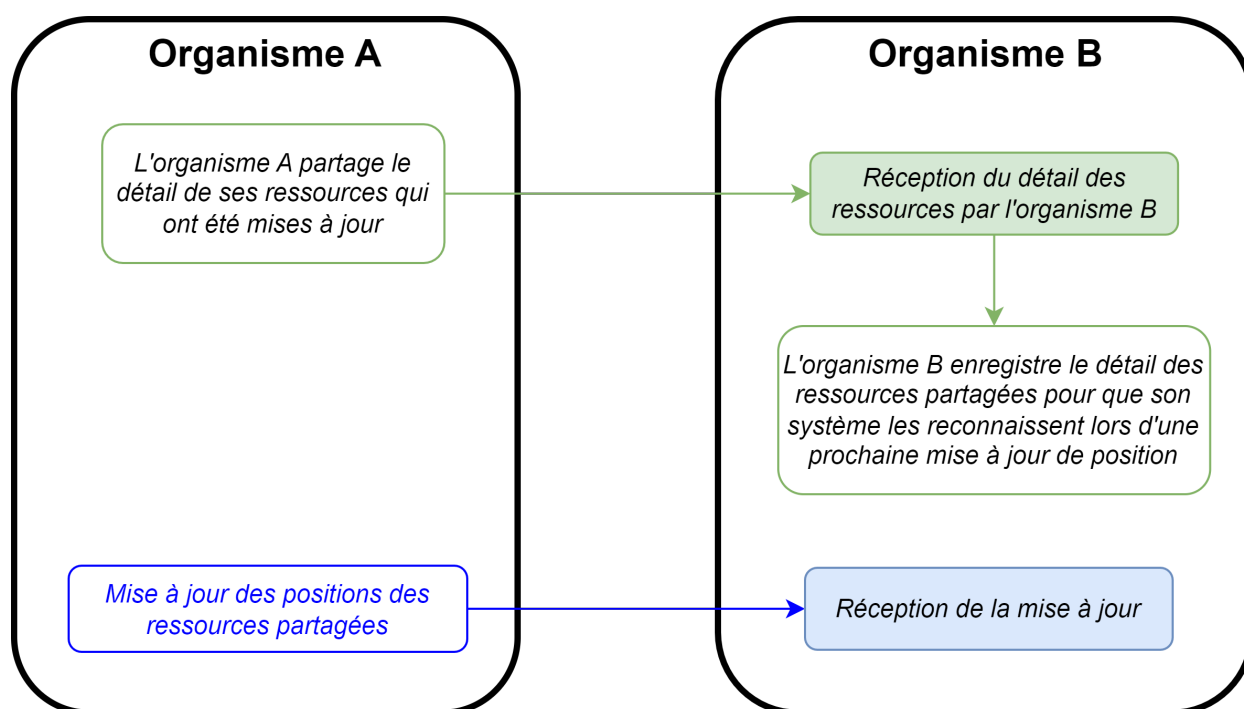 Organisme A
Organisme B
L'organisme A partage le
détail de ses ressources qui
ont été mises à jour
Réception du détail des
ressources par l'organisme B
L'organisme B enregistre le détail des
ressources partagées pour que son
système les reconnaissent lors d'une
prochaine mise à jour de position
Mise à jour des positions des
ressources partagées
Réception de la mise à jour